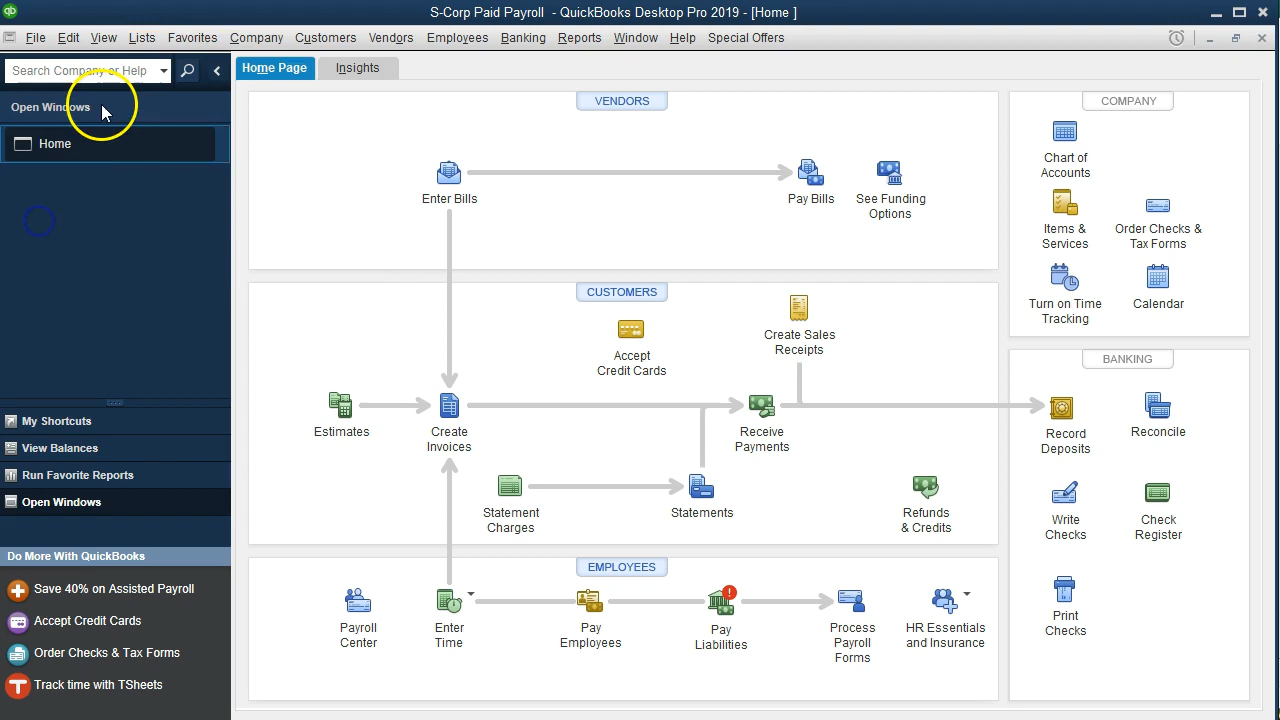 S-Corp Paid Payroll - QuickBooks Desktop Pro 2019 - [Home ]
File Edit View Lists Favorites Company Customers Vendors Employees Banking Reports Window Help Special Offers
Search Company or Help
Home Page Insights
Open Windows
Home
My Shortcuts
View Balances
Run Favorite Reports
Open Windows
Do More With QuickBooks
Save 40% on Assisted Payroll
Accept Credit Cards
Order Checks & Tax Forms
Track time with TSheets
VENDORS
Enter Bills
Pay Bills
See Funding
Options
CUSTOMERS
Accept
Credit Cards
Create Sales
Receipts
Estimates
Create
Invoices
Receive
Payments
Statement
Charges
Statements
Refunds
& Credits
EMPLOYEES
Payroll
Center
Enter
Time
Pay
Employees
Pay
Liabilities
Process
Payroll
Forms
HR Essentials
and Insurance
COMPANY
Chart of
Accounts
Items &
Services
Order Checks &
Tax Forms
Turn on Time
Tracking
Calendar
BANKING
Record
Deposits
Reconcile
Write
Checks
Check
Register
Print
Checks